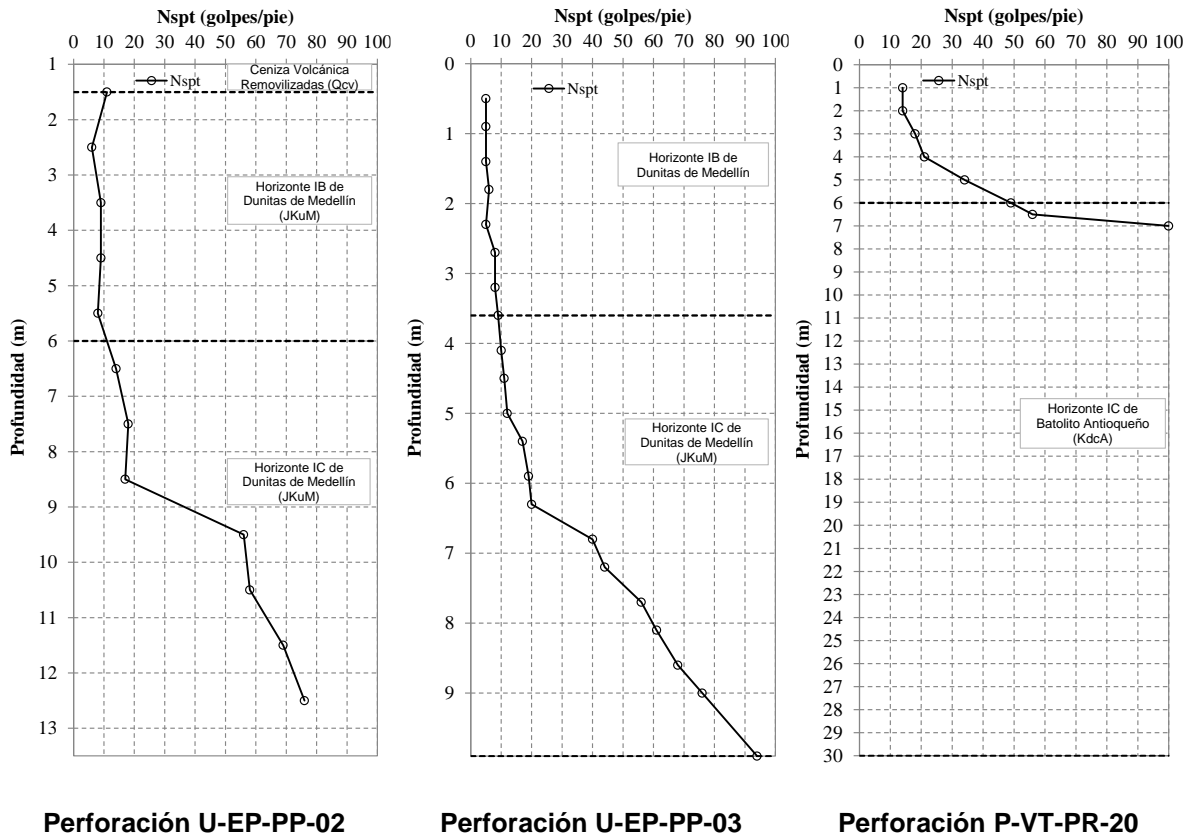 Nspt (golpes/pie)
0 10 20 30 40 50 60 70 80 90 100
1
2
3
4
5
6
7
8
9
10
11
12
13
Profundidad (m)
Nspt
Ceniza Volcánica
Removilizadas (Qcv)
Horizonte IB de
Dunitas de Medellín
(JKuM)
Horizonte IC de
Dunitas de Medellín
(JKuM)
Perforación U-EP-PP-02
Nspt (golpes/pie)
0 10 20 30 40 50 60 70 80 90 100
0
1
2
3
4
5
6
7
8
9
Profundidad (m)
Nspt
Horizonte IB de
Dunitas de Medellín
Horizonte IC de
Dunitas de Medellín
(JKuM)
Perforación U-EP-PP-03
Nspt (golpes/pie)
0 10 20 30 40 50 60 70 80 90 100
0
1
2
3
4
5
6
7
8
9
10
11
12
13
14
15
16
17
18
19
20
21
22
23
24
25
26
27
28
29
30
Profundidad (m)
Nspt
Horizonte IC de
Batolito Antioqueño
(KdcA)
Perforación P-VT-PR-20